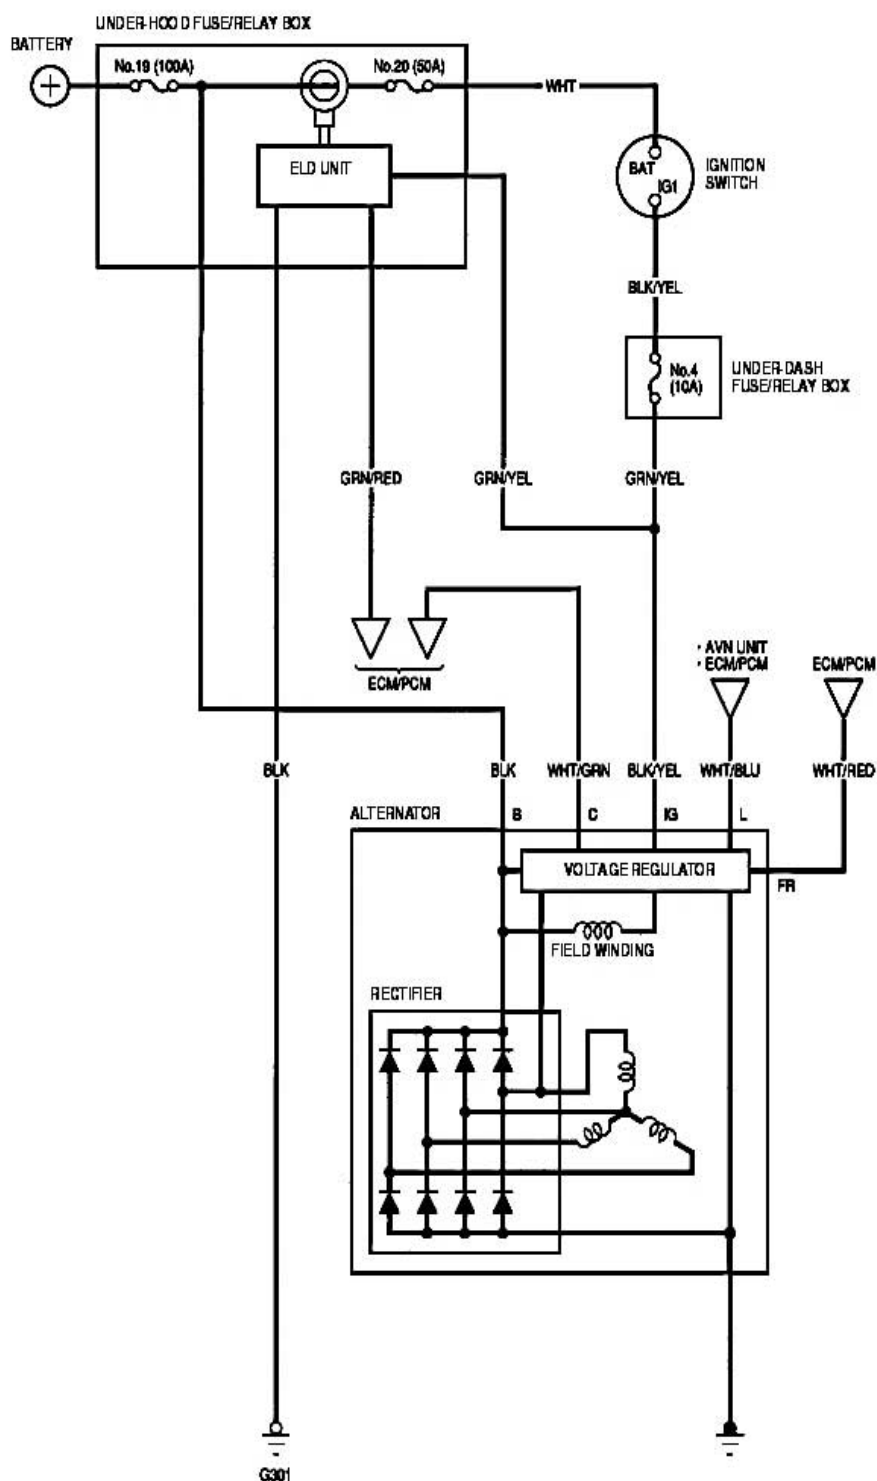 UNDER-HOOD FUSE/RELAY BOX
BATTERY
No.19 (100A)
No.20 (50A)
WHT
ELD UNIT
BAT
IG1
IGNITION
SWITCH
BLK/YEL
No.4
(10A)
UNDER-DASH
FUSE/RELAY BOX
GRN/RED
GRN/YEL
GRN/YEL
ECM/PCM
• AVN UNIT
• ECM/PCM
ECM/PCM
BLK
BLK
WHT/GRN
BLK/YEL
WHT/BLU
WHT/RED
ALTERNATOR
B
C
IG
L
VOLTAGE REGULATOR
FR
FIELD WINDING
RECTIFIER
G301